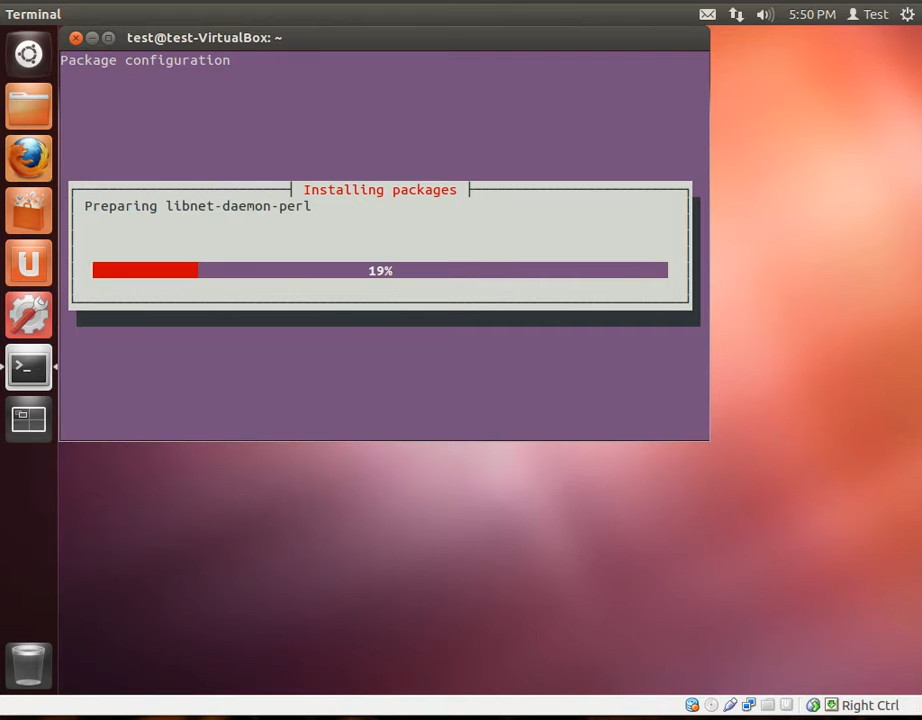 Terminal
5:50 PM
Test
test@test-VirtualBox: ~
Package configuration
Installing packages
Preparing libnet-daemon-perl
19%
Right Ctrl